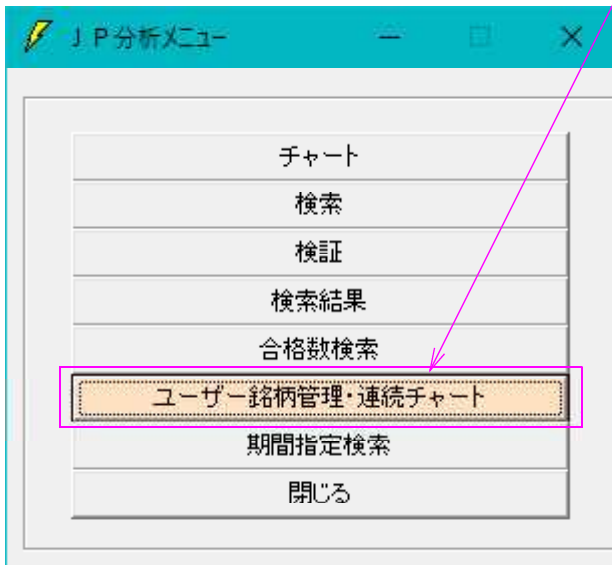 ＪＰ分析メニュー
チャート
検索
検証
検索結果
合格数検索
ユーザー銘柄管理・連続チャート
期間指定検索
閉じる